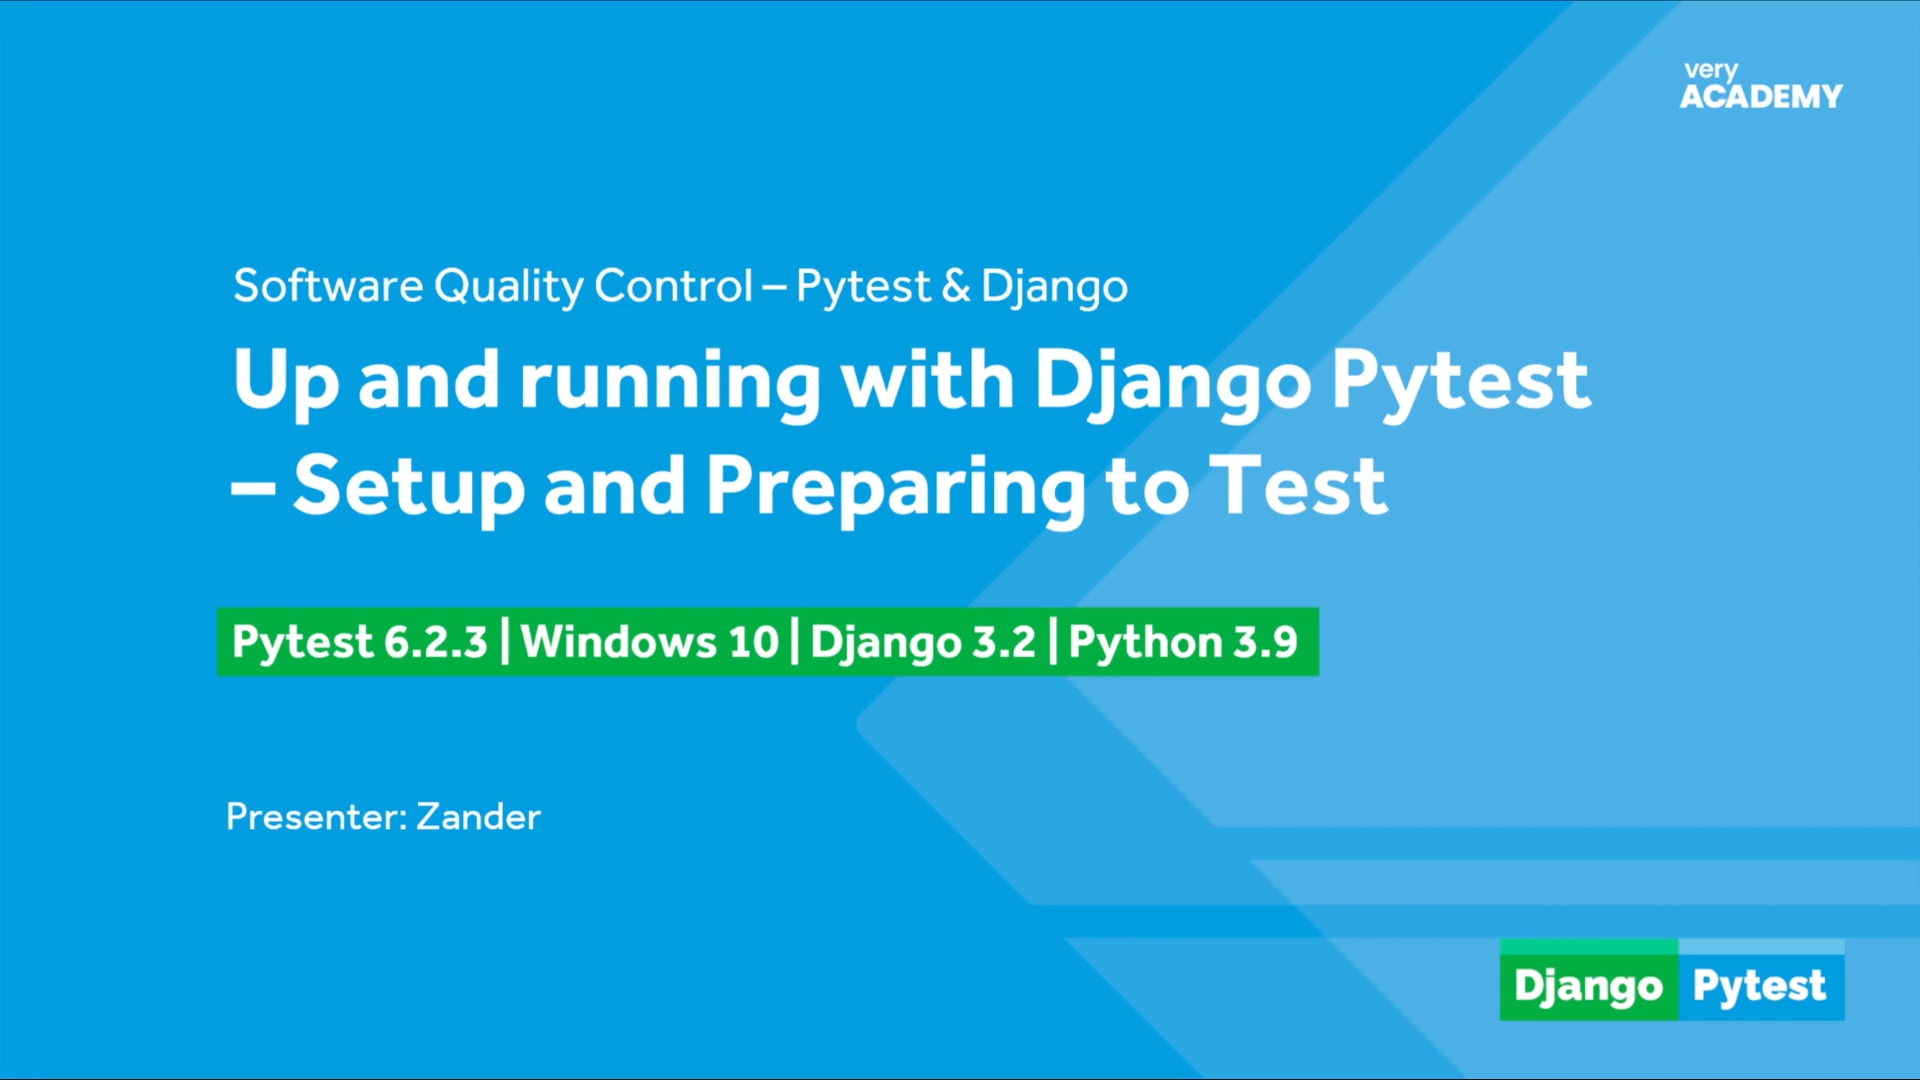 very
ACADEMY
Software Quality Control – Pytest & Django
Up and running with Django Pytest
– Setup and Preparing to Test
Pytest 6.2.3 | Windows 10 | Django 3.2 | Python 3.9
Presenter: Zander
Django Pytest